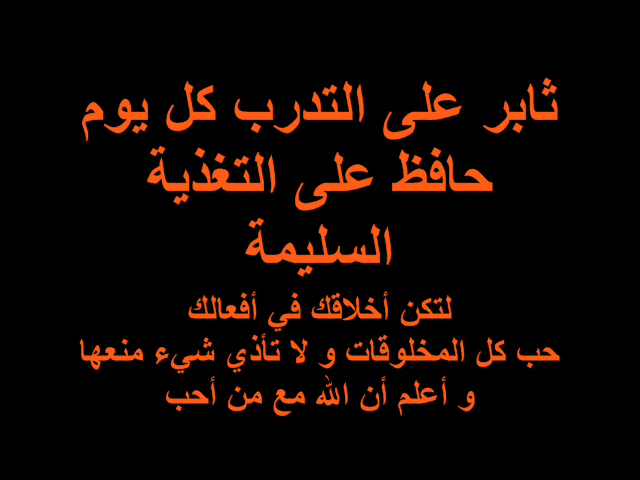 ثابر على التدرب كل يوم
حافظ على التغذية
السليمة
لتكن أخلاقك في أفعالك
حب كل المخلوقات و لا تأذي شيء منعها
و أعلم أن الله مع من أحب